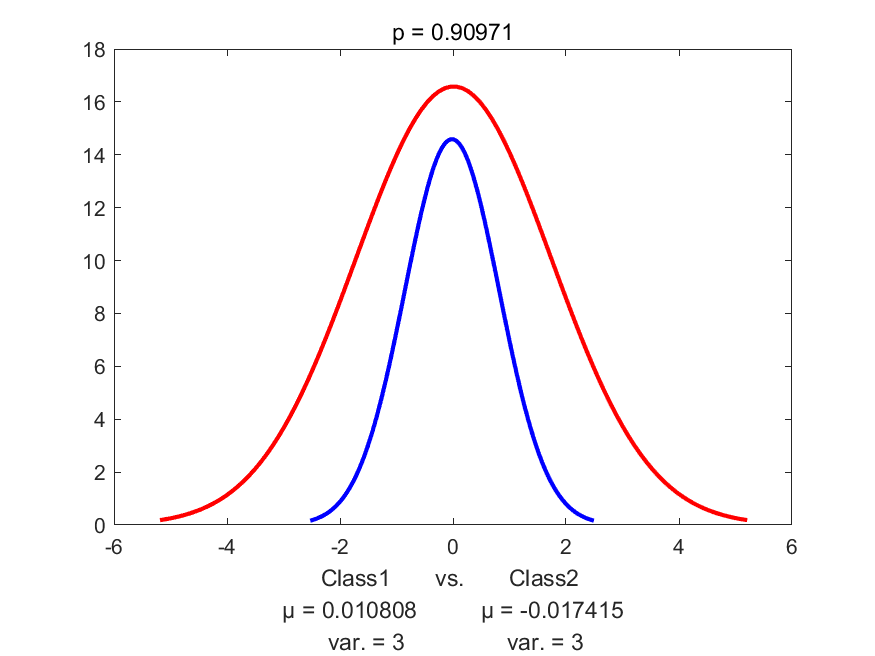 p = 0.90971
18
16
14
12
10
8
6
4
2
0
-6 -4 -2 0 2 4 6
Class1 vs. Class2
μ = 0.010808 μ = -0.017415
var. = 3 var. = 3